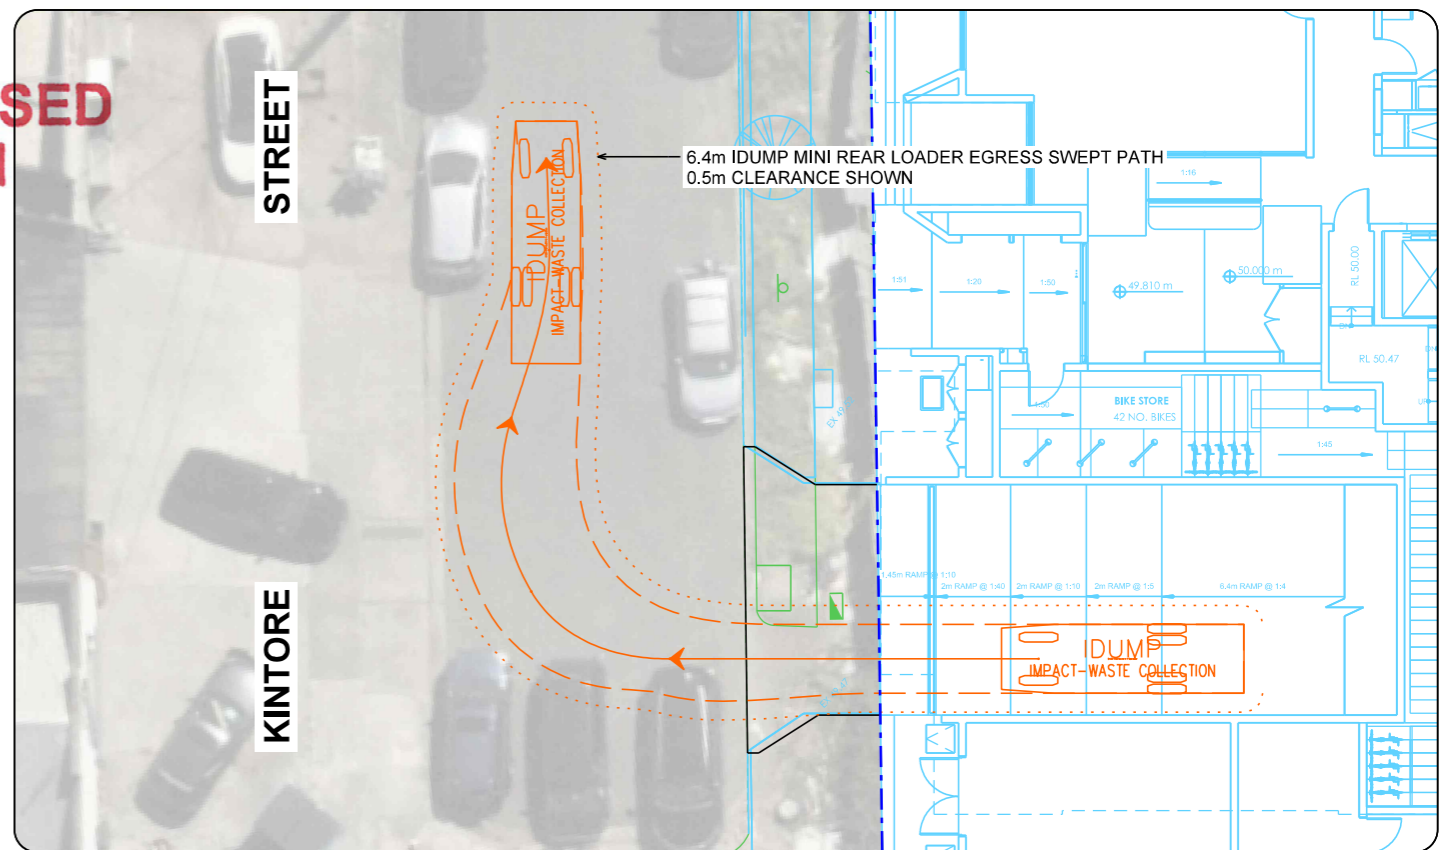 SED
STREET
6.4m IDUMP MINI REAR LOADER EGRESS SWEPT PATH
0.5m CLEARANCE SHOWN
IDUMP
IMPACT-WASTE COLLECTION
1:16
1:51
1:20
1:50
49.810 m
50.000 m
RL 50.00
RL 50.47
BIKE STORE
42 NO. BIKES
1:45
1.45m RAMP @ 1:10
2m RAMP @ 1:40
2m RAMP @ 1:10
2m RAMP @ 1:5
6.4m RAMP @ 1:4
KINTORE
IDUMP
IMPACT-WASTE COLLECTION